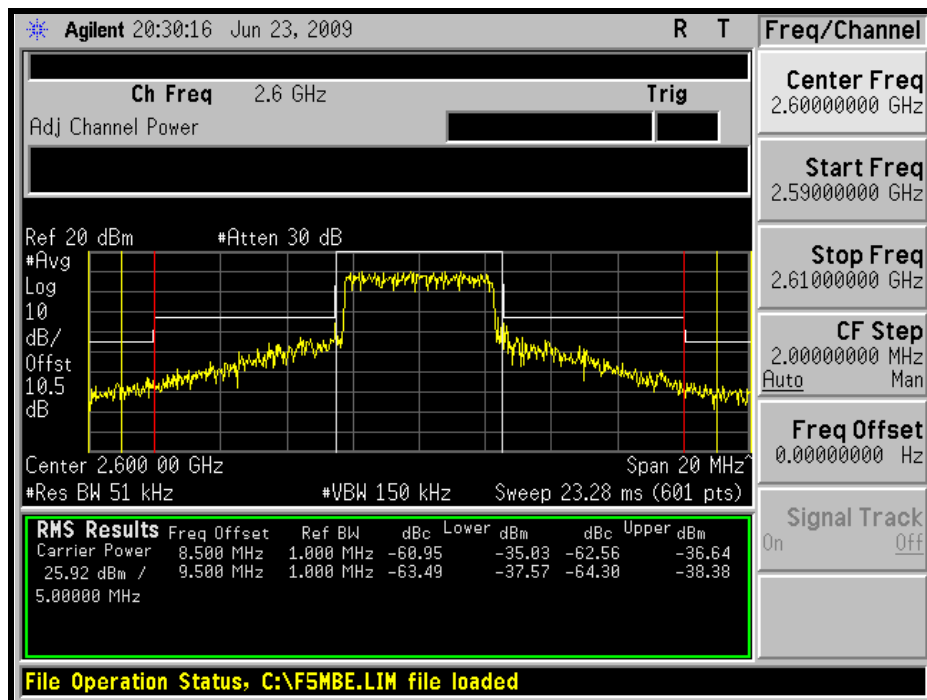 Agilent 20:30:16 Jun 23, 2009 R T
Freq/Channel
Ch Freq 2.6 GHz Trig
Adj Channel Power
Center Freq
2.60000000 GHz
Start Freq
2.59000000 GHz
Stop Freq
2.61000000 GHz
CF Step
2.00000000 MHz
Auto Man
Freq Offset
0.00000000 Hz
Signal Track
On Off
Ref 20 dBm #Atten 30 dB
#Avg
Log
10
dB/
Offst
10.5
dB
Center 2.600 00 GHz Span 20 MHz^
#Res BW 51 kHz #VBW 150 kHz Sweep 23.28 ms (601 pts)
RMS Results Freq Offset Ref BW dBc Lower dBm dBc Upper dBm
Carrier Power 8.500 MHz 1.000 MHz -60.95 -35.03 -62.56 -36.64
25.92 dBm / 9.500 MHz 1.000 MHz -63.49 -37.57 -64.30 -38.38
5.00000 MHz
File Operation Status, C:\F5MBE.LIM file loaded